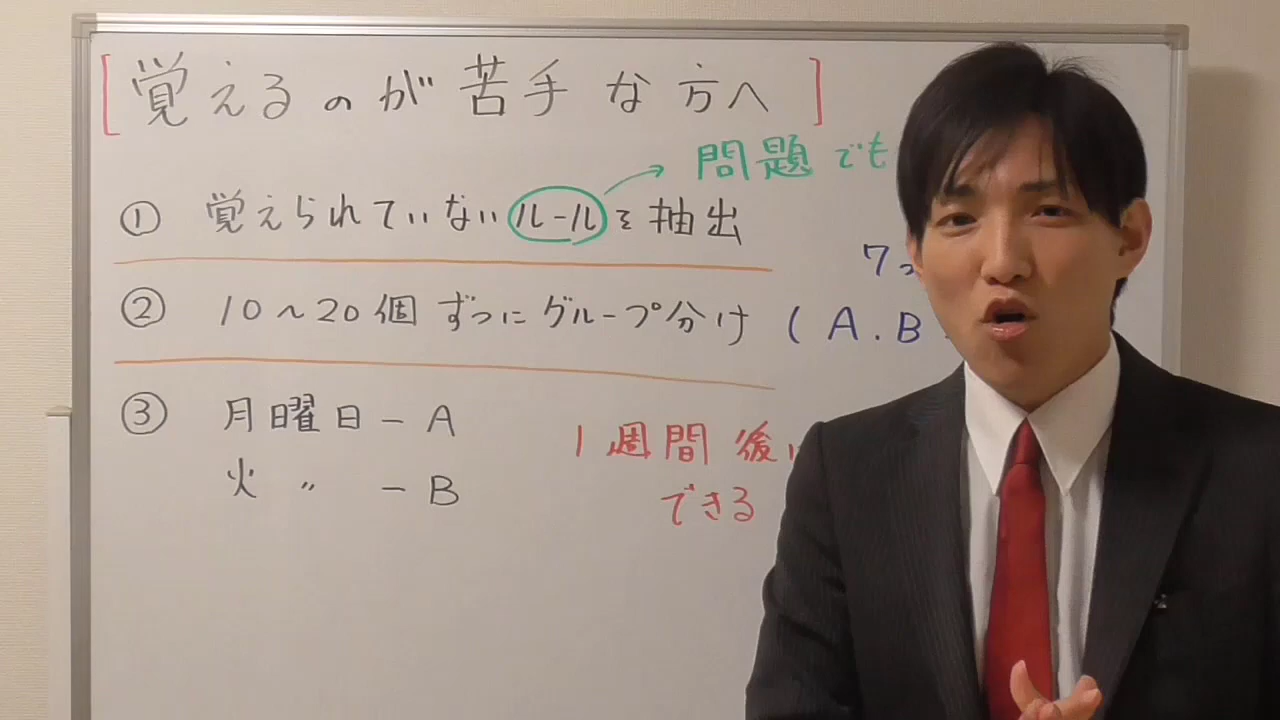 [覚えるのが苦手な方へ]
→ 問題でも
① 覚えられていないルールを抽出
7つ
② 10〜20個ずつにグループ分け (A.B
③ 月曜日-A
火〃-B
1週間後に
できる